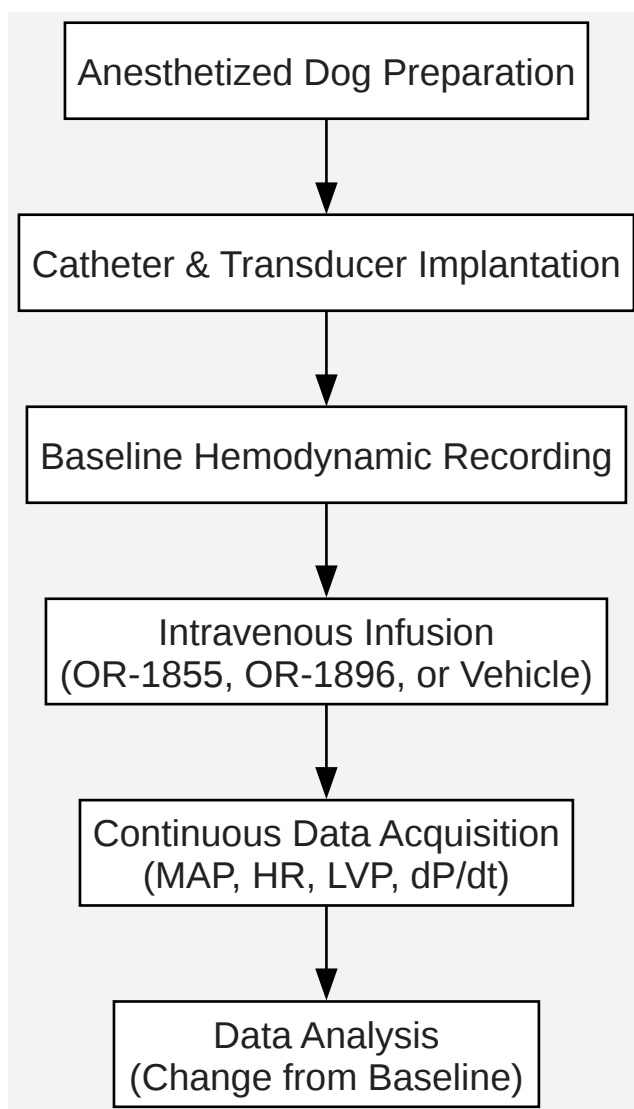 Anesthetized Dog Preparation
Catheter & Transducer Implantation
Baseline Hemodynamic Recording
Intravenous Infusion
(OR-1855, OR-1896, or Vehicle)
Continuous Data Acquisition
(MAP, HR, LVP, dP/dt)
Data Analysis
(Change from Baseline)